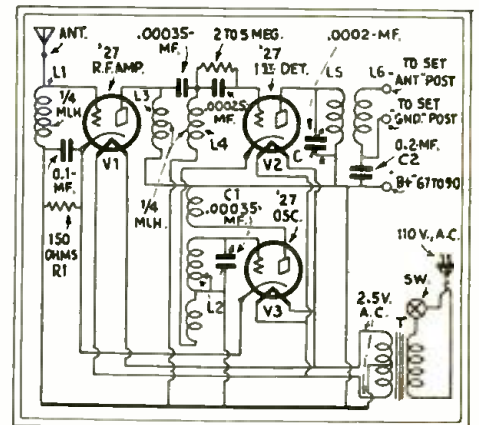 ANT.
'27
R.F. AMP.
.00035-
MF.
2 TO 5 MEG.
'27
1ST. DET.
.0002-MF.
L1
L3
L5
L6
TO SET
ANT" POST
TO SET
GND." POST
1/4
MLH.
.00025-
MF.
L4
V1
V2
C
0.2-MF.
C2
B+ 67 TO 90
0.1-
MF.
1/4
MLH.
C1
.00035-
MF.
'27
OSC.
150
OHMS
R1
L2
V3
110 V., A.C.
SW.
2.5V.
A.C.
T